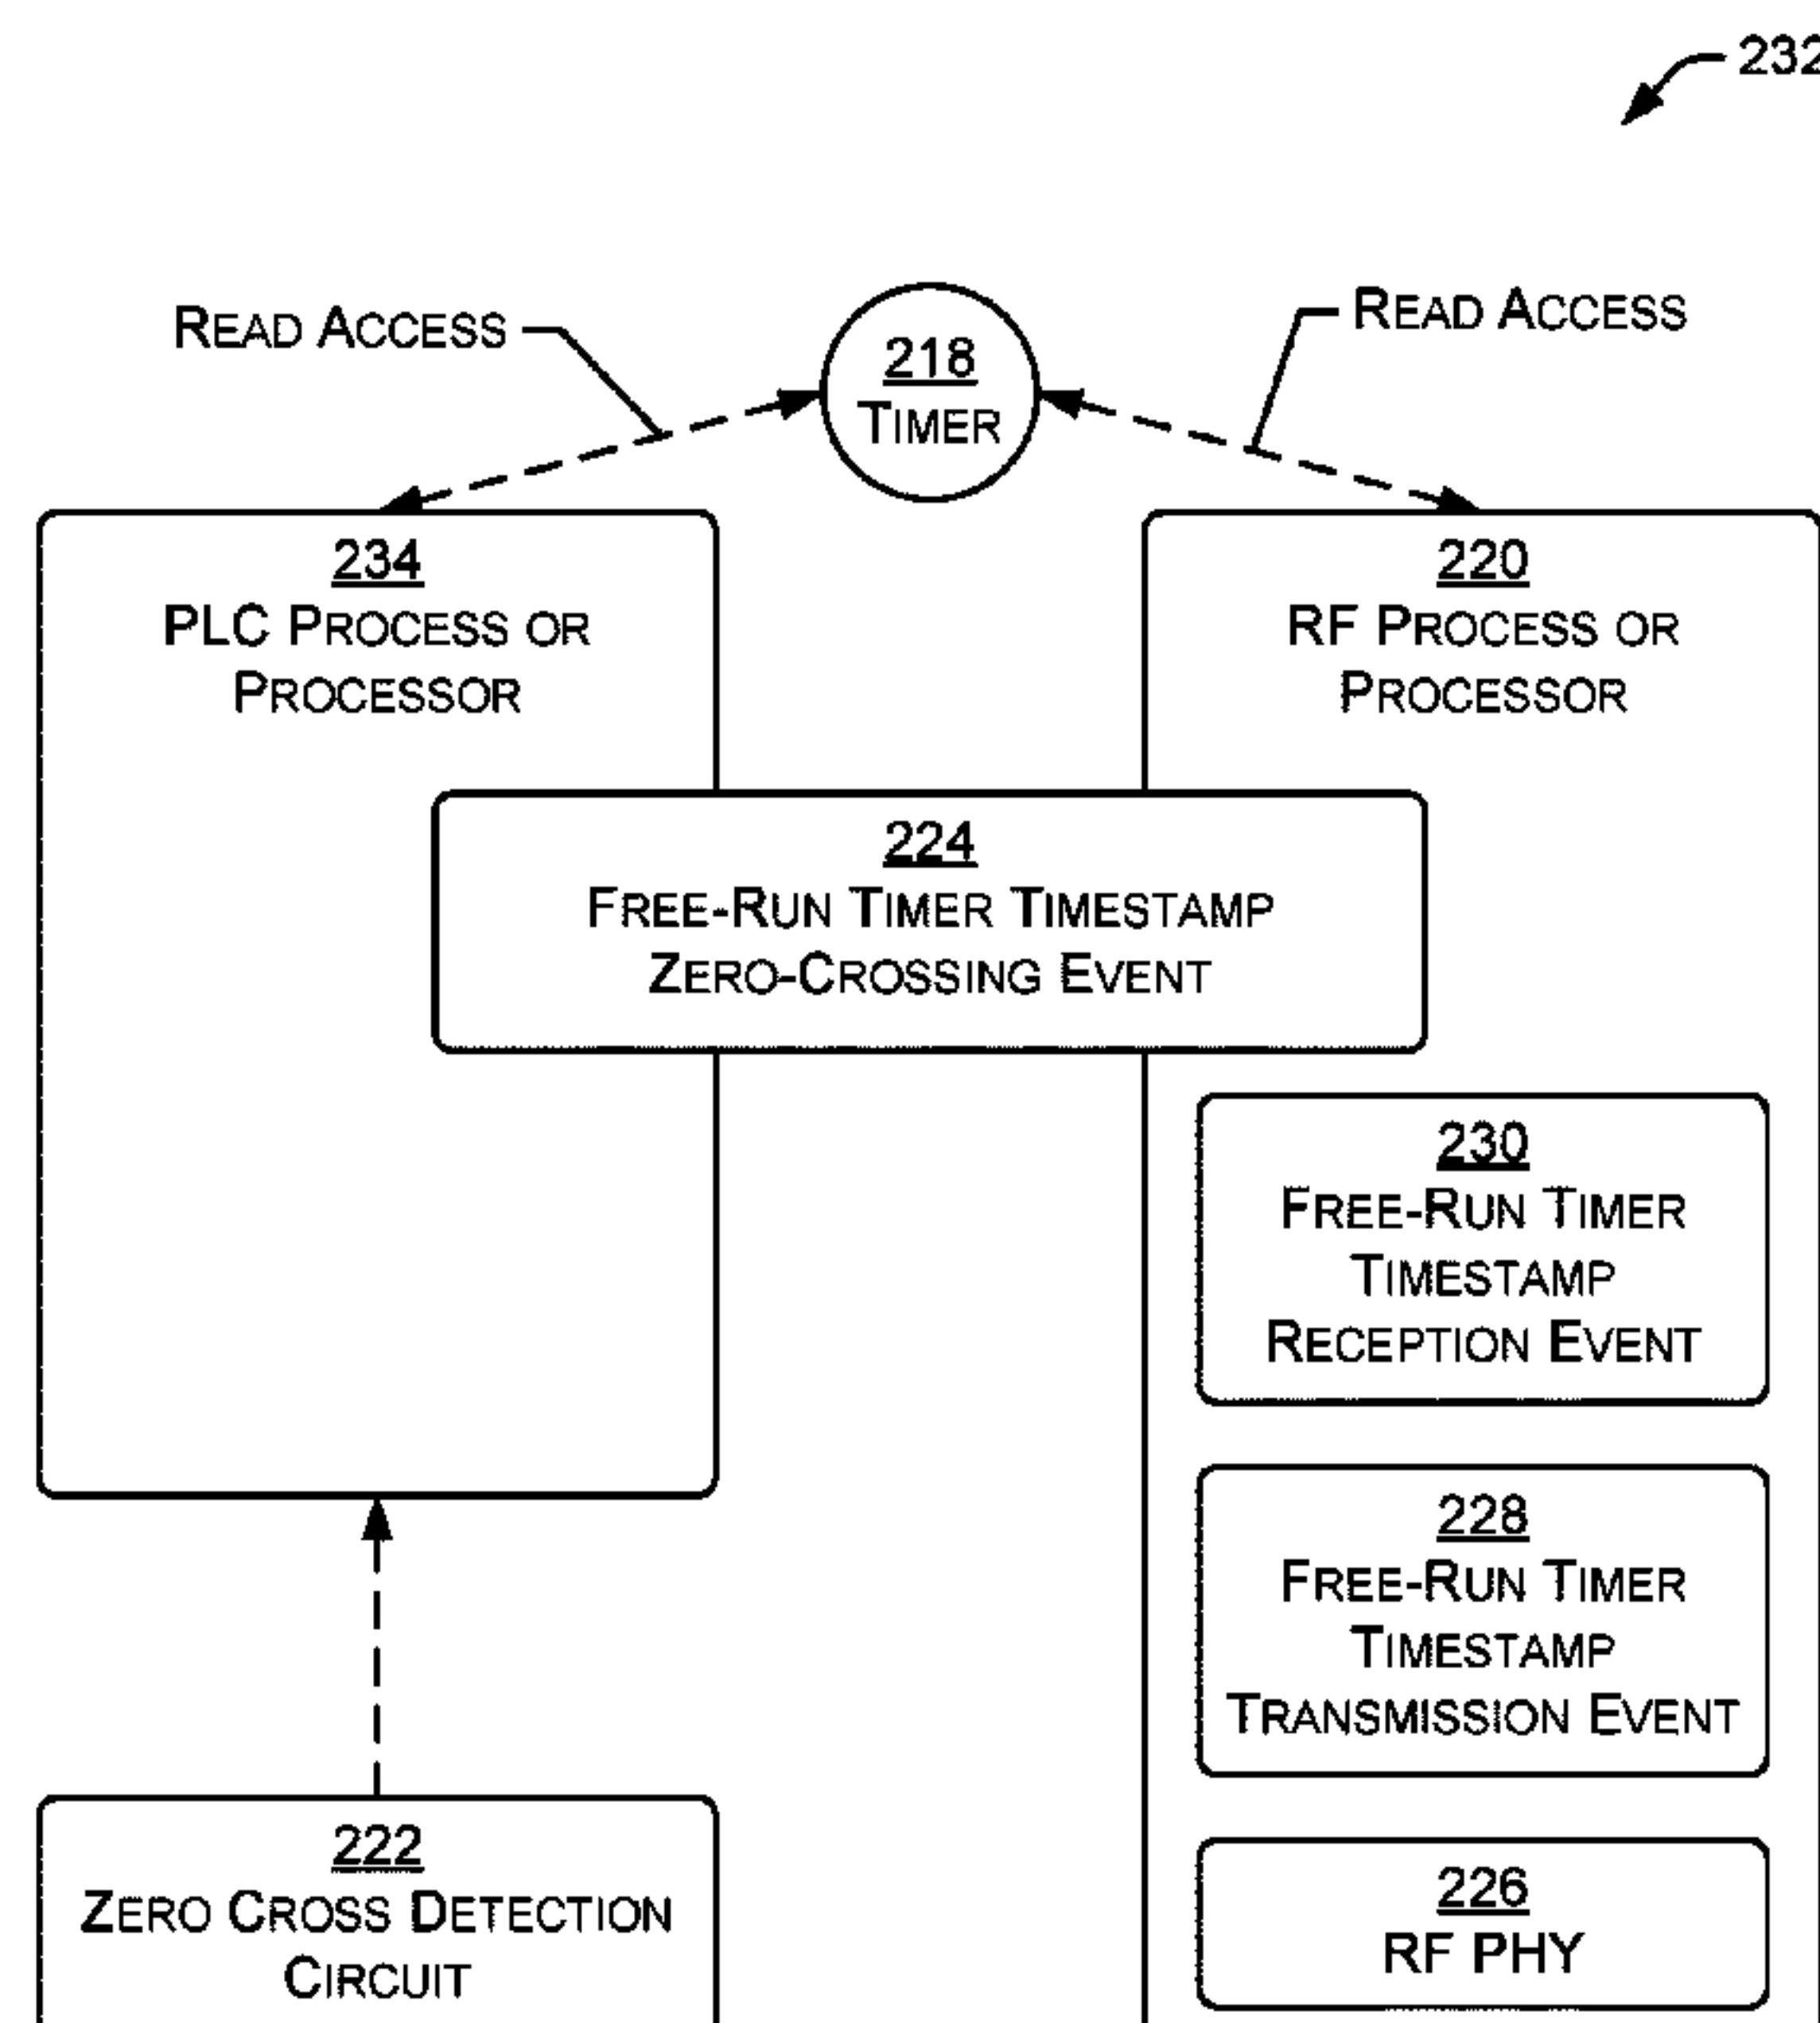 232
READ ACCESS
READ ACCESS
218
TIMER
234
PLC PROCESS OR
PROCESSOR
220
RF PROCESS OR
PROCESSOR
224
FREE-RUN TIMER TIMESTAMP
ZERO-CROSSING EVENT
230
FREE-RUN TIMER
TIMESTAMP
RECEPTION EVENT
228
FREE-RUN TIMER
TIMESTAMP
TRANSMISSION EVENT
222
ZERO CROSS DETECTION
CIRCUIT
226
RF PHY